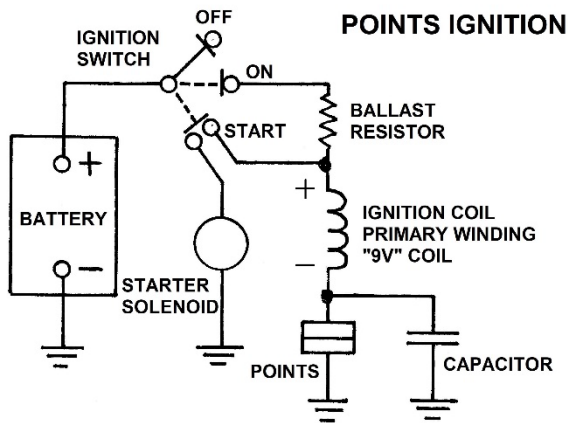 OFF
POINTS IGNITION
IGNITION
SWITCH
ON
BALLAST
RESISTOR
START
+
+
BATTERY
IGNITION COIL
PRIMARY WINDING
"9V" COIL
−
−
STARTER
SOLENOID
POINTS
CAPACITOR